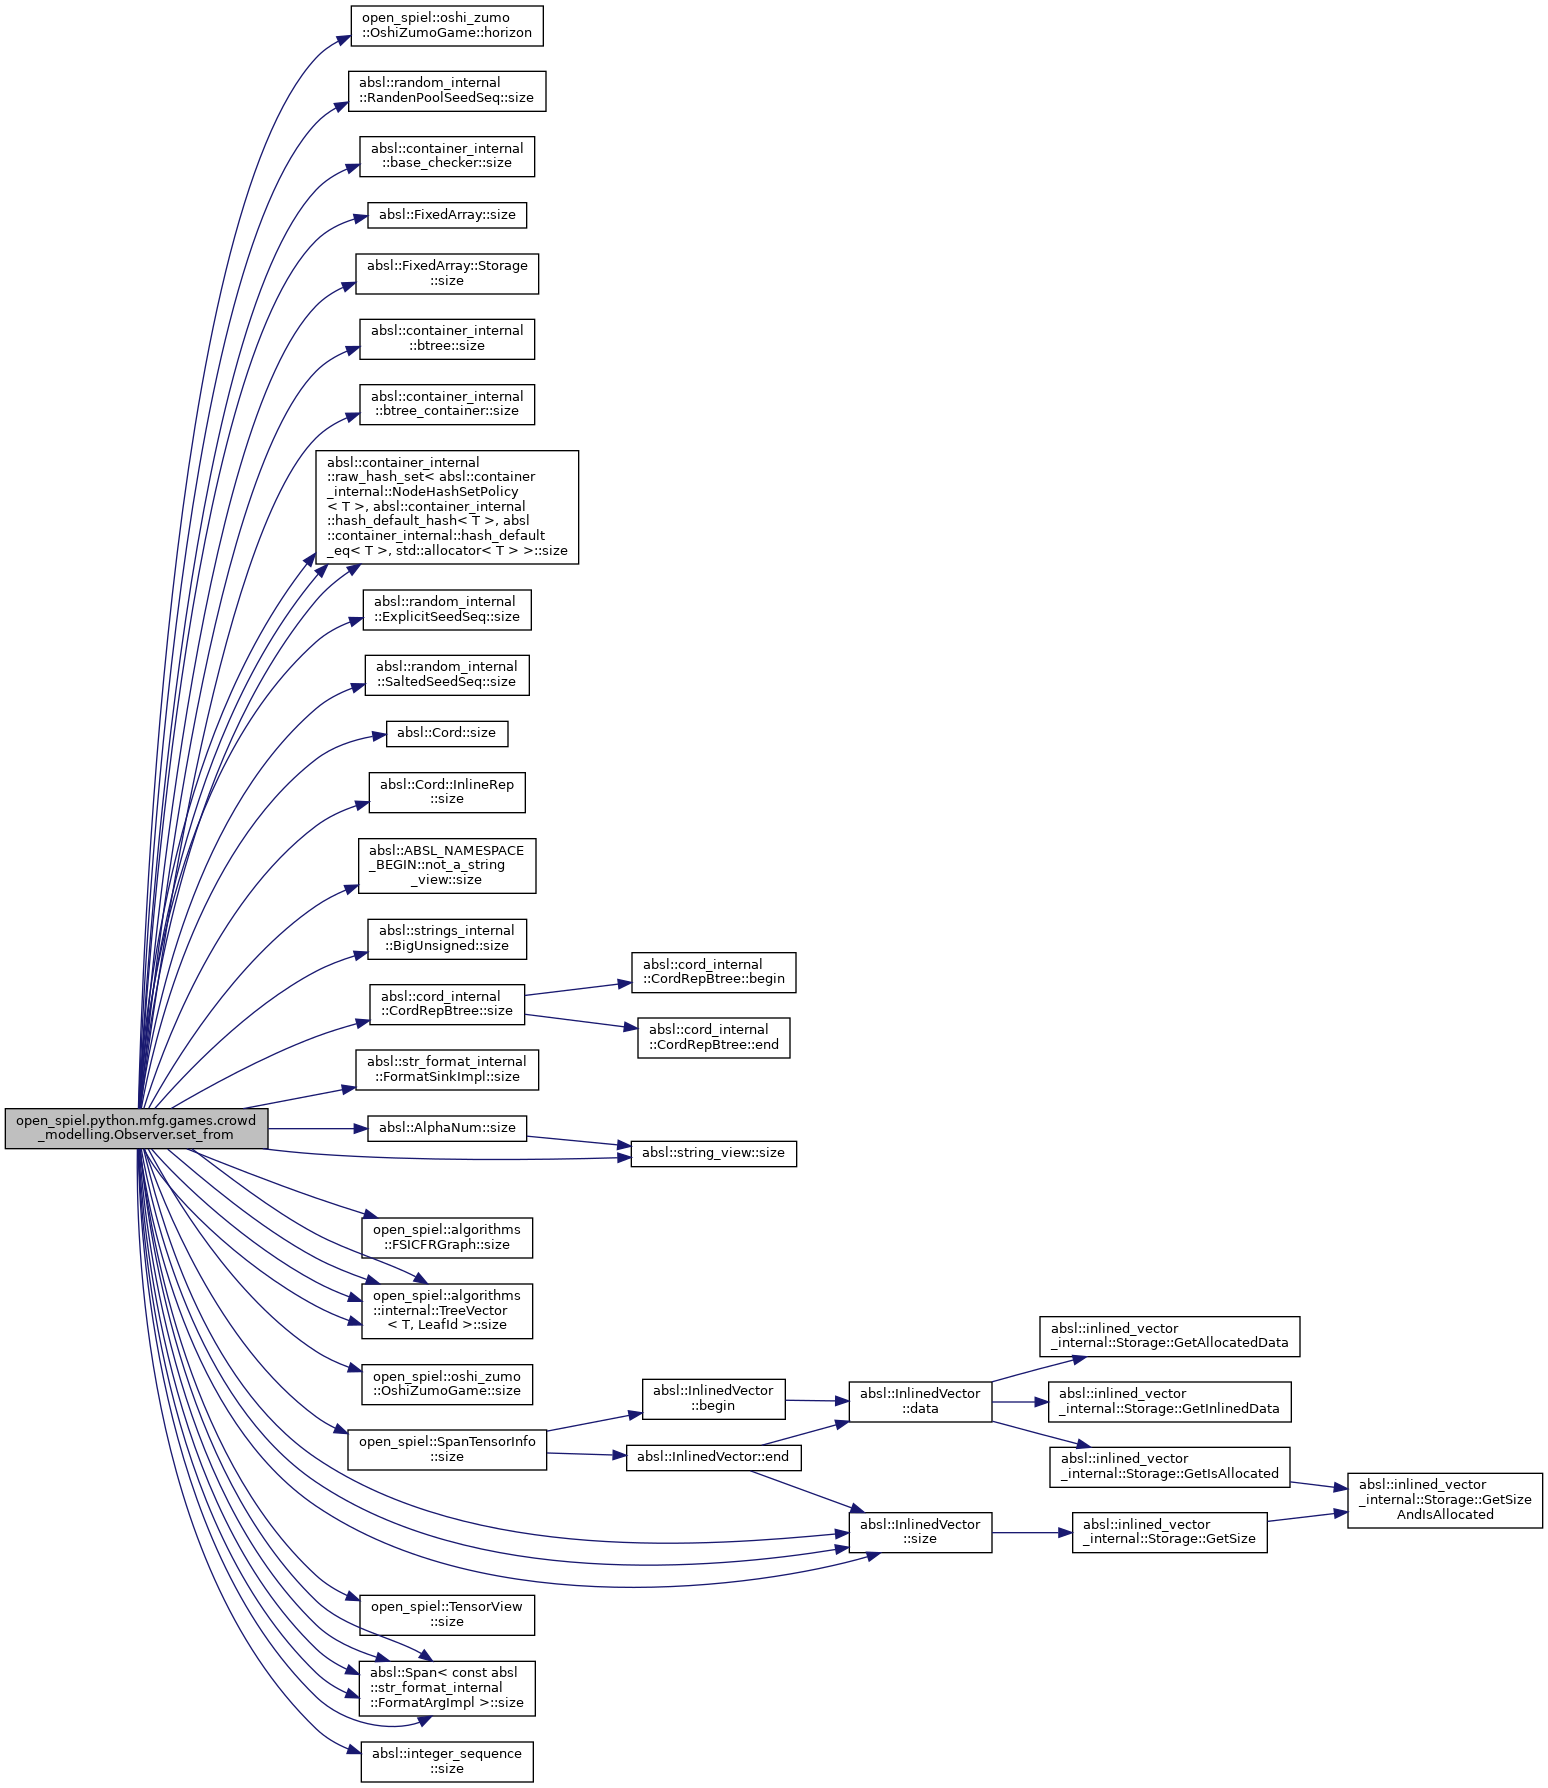 open_spiel::oshi_zumo
::OshiZumoGame::horizon
absl::random_internal
::RandenPoolSeedSeq::size
absl::container_internal
::base_checker::size
absl::FixedArray::size
absl::FixedArray::Storage
::size
absl::container_internal
::btree::size
absl::container_internal
::btree_container::size
absl::container_internal
::raw_hash_set< absl::container
_internal::NodeHashSetPolicy
< T >, absl::container_internal
::hash_default_hash< T >, absl
::container_internal::hash_default
_eq< T >, std::allocator< T > >::size
absl::random_internal
::ExplicitSeedSeq::size
absl::random_internal
::SaltedSeedSeq::size
absl::Cord::size
absl::Cord::InlineRep
::size
absl::ABSL_NAMESPACE
_BEGIN::not_a_string
_view::size
absl::strings_internal
::BigUnsigned::size
absl::cord_internal
::CordRepBtree::size
absl::cord_internal
::CordRepBtree::begin
absl::cord_internal
::CordRepBtree::end
absl::str_format_internal
::FormatSinkImpl::size
open_spiel.python.mfg.games.crowd
_modelling.Observer.set_from
absl::AlphaNum::size
absl::string_view::size
open_spiel::algorithms
::FSICFRGraph::size
open_spiel::algorithms
::internal::TreeVector
< T, LeafId >::size
open_spiel::oshi_zumo
::OshiZumoGame::size
open_spiel::SpanTensorInfo
::size
absl::InlinedVector
::begin
absl::InlinedVector::end
absl::InlinedVector
::data
absl::InlinedVector
::size
absl::inlined_vector
_internal::Storage::GetAllocatedData
absl::inlined_vector
_internal::Storage::GetInlinedData
absl::inlined_vector
_internal::Storage::GetIsAllocated
absl::inlined_vector
_internal::Storage::GetSize
absl::inlined_vector
_internal::Storage::GetSize
AndIsAllocated
open_spiel::TensorView
::size
absl::Span< const absl
::str_format_internal
::FormatArgImpl >::size
absl::integer_sequence
::size